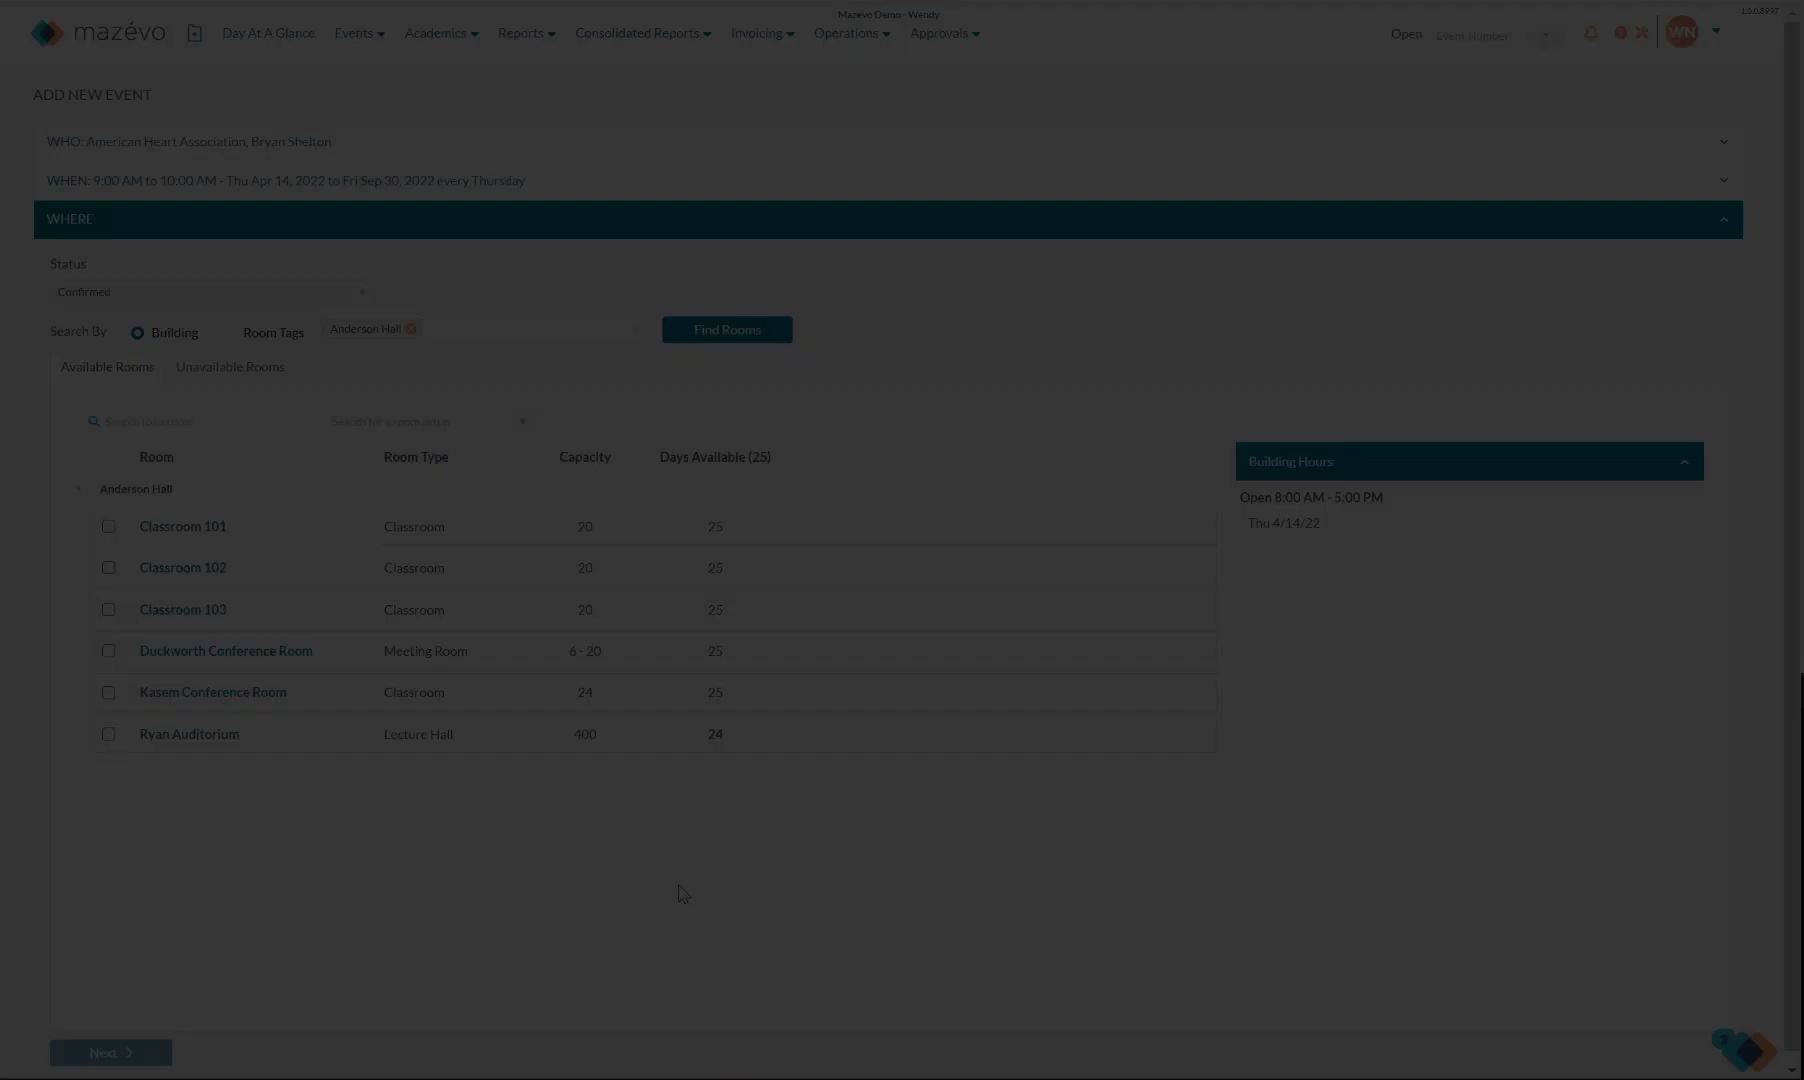 Mazevo Demo - Wendy
1.0.0.8997
mazévo
Day At A Glance
Events
Academics
Reports
Consolidated Reports
Invoicing
Operations
Approvals
Open
Event Number
WN
ADD NEW EVENT
WHO: American Heart Association, Bryan Shelton
WHEN: 9:00 AM to 10:00 AM - Thu Apr 14, 2022 to Fri Sep 30, 2022 every Thursday
WHERE
Status
Confirmed
Search By Building Room Tags Anderson Hall Find Rooms
Available Rooms Unavailable Rooms
Room Room Type Capacity Days Available (25)
Building Hours
Anderson Hall
Open 8:00 AM - 5:00 PM
Thu 4/14/22
Classroom 101 Classroom 20 25
Classroom 102 Classroom 20 25
Classroom 103 Classroom 20 25
Duckworth Conference Room Meeting Room 6 - 20 25
Kasem Conference Room Classroom 24 25
Ryan Auditorium Lecture Hall 400 24
Next